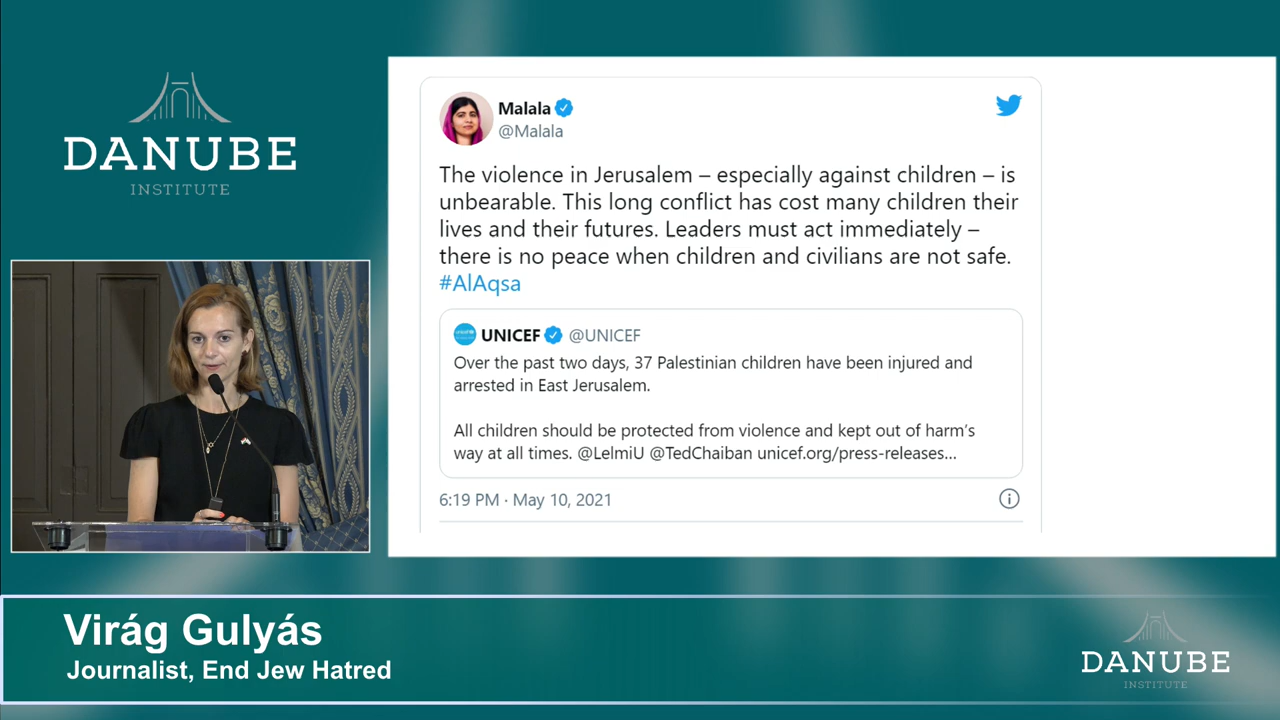 DANUBE
INSTITUTE
Malala
@Malala
The violence in Jerusalem – especially against children – is
unbearable. This long conflict has cost many children their
lives and their futures. Leaders must act immediately –
there is no peace when children and civilians are not safe.
#AlAqsa
UNICEF @UNICEF
Over the past two days, 37 Palestinian children have been injured and
arrested in East Jerusalem.
All children should be protected from violence and kept out of harm's
way at all times. @LelmiU @TedChaiban unicef.org/press-releases...
6:19 PM · May 10, 2021
Virág Gulyás
Journalist, End Jew Hatred
DANUBE
INSTITUTE